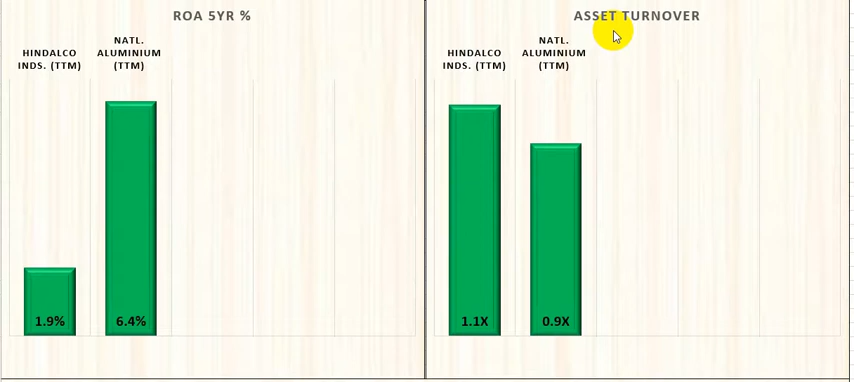 ROA 5YR %
HINDALCO
INDS. (TTM)
NATL.
ALUMINIUM
(TTM)
1.9%
6.4%
ASSET TURNOVER
HINDALCO
INDS. (TTM)
NATL.
ALUMINIUM
(TTM)
1.1X
0.9X